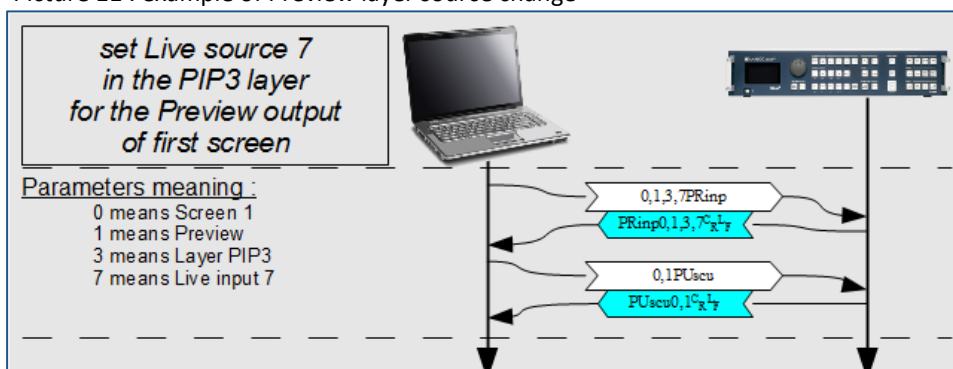 Picture 11 : example of Preview layer source change
set Live source 7
in the PIP3 layer
for the Preview output
of first screen
Parameters meaning :
0 means Screen 1
1 means Preview
3 means Layer PIP3
7 means Live input 7
0,1,3,7PRinp
PRinp0,1,3,7CRLF
0,1PUscu
PUscu0,1CRLF